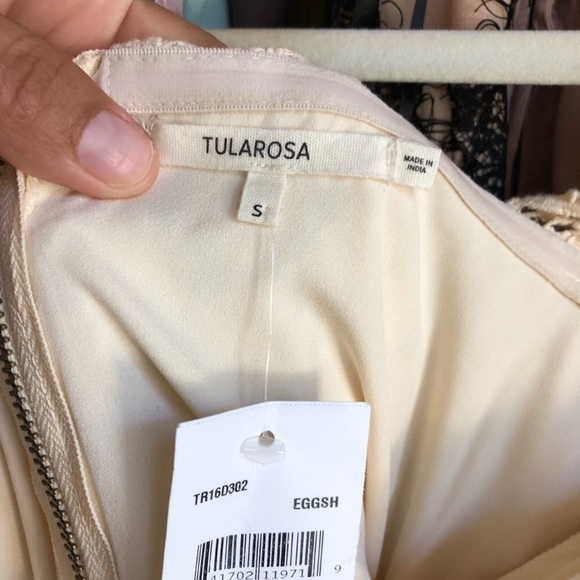 TULAROSA
MADE IN
INDIA
S
TR16D302
EGGSH
41702 11971 9